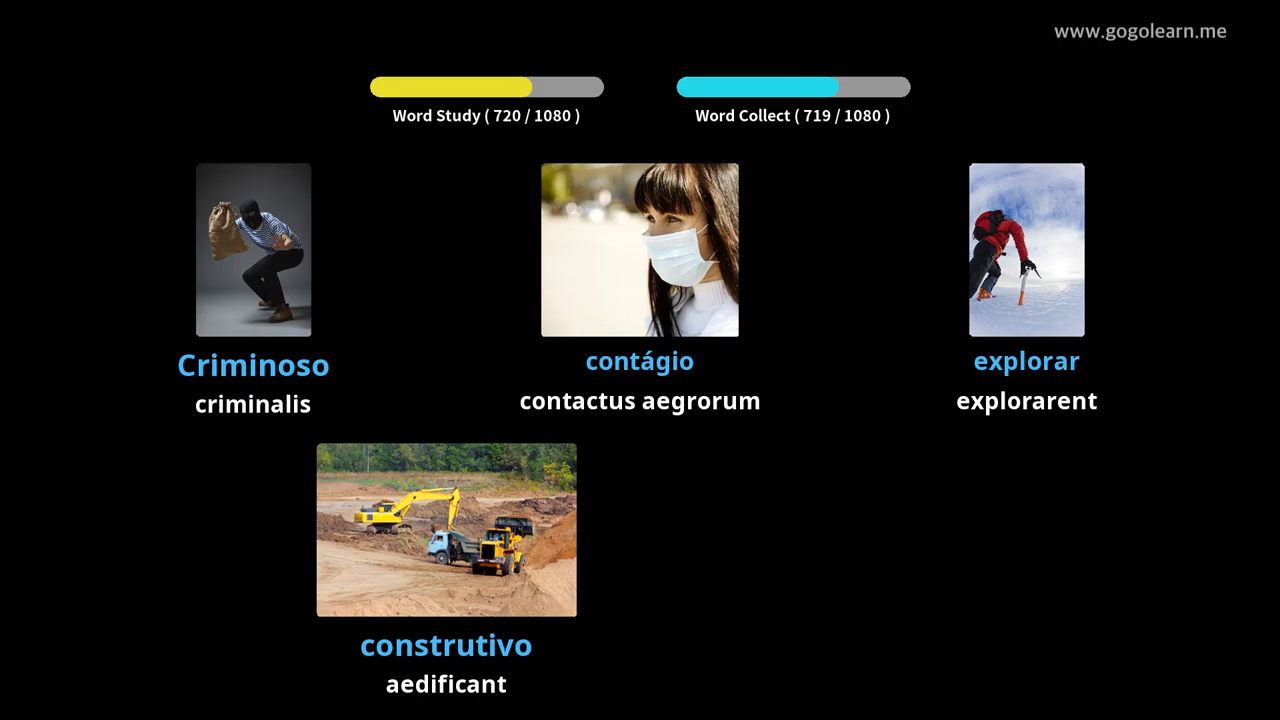 www.gogolearn.me
Word Study ( 720 / 1080 )
Word Collect ( 719 / 1080 )
Criminoso
criminalis
contágio
contactus aegrorum
explorar
explorarent
construtivo
aedificant